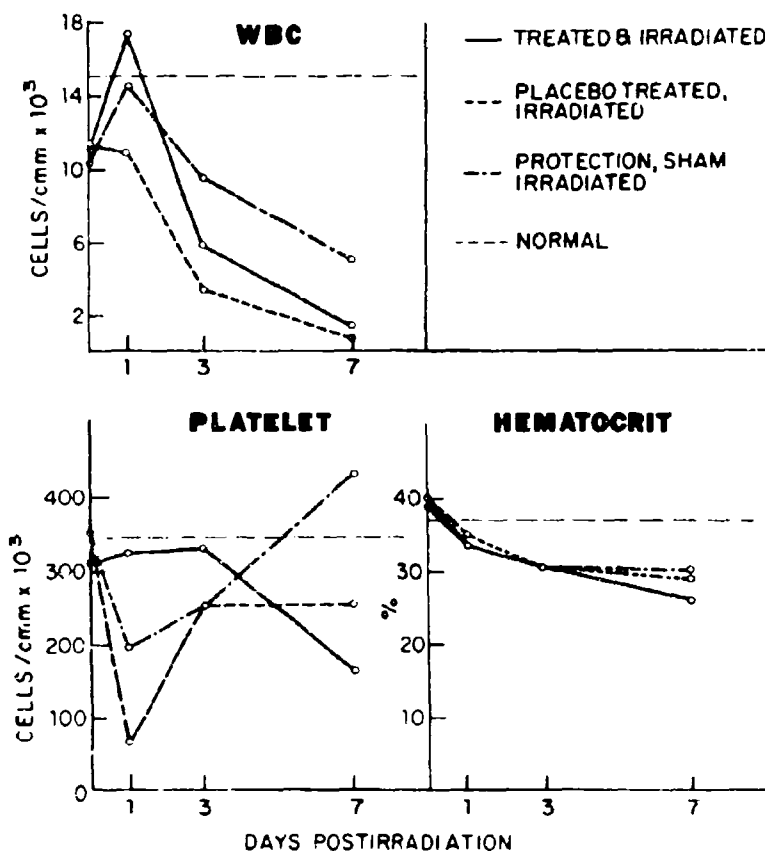 WBC
18
14
10
6
2
CELLS/cmm x 10³
1 3 7
TREATED & IRRADIATED
PLACEBO TREATED,
IRRADIATED
PROTECTION, SHAM
IRRADIATED
NORMAL
PLATELET
400
300
200
100
0
CELLS/cmm x 10³
1 3 7
HEMATOCRIT
40
30
20
10
%
1 3 7
DAYS POSTIRRADIATION